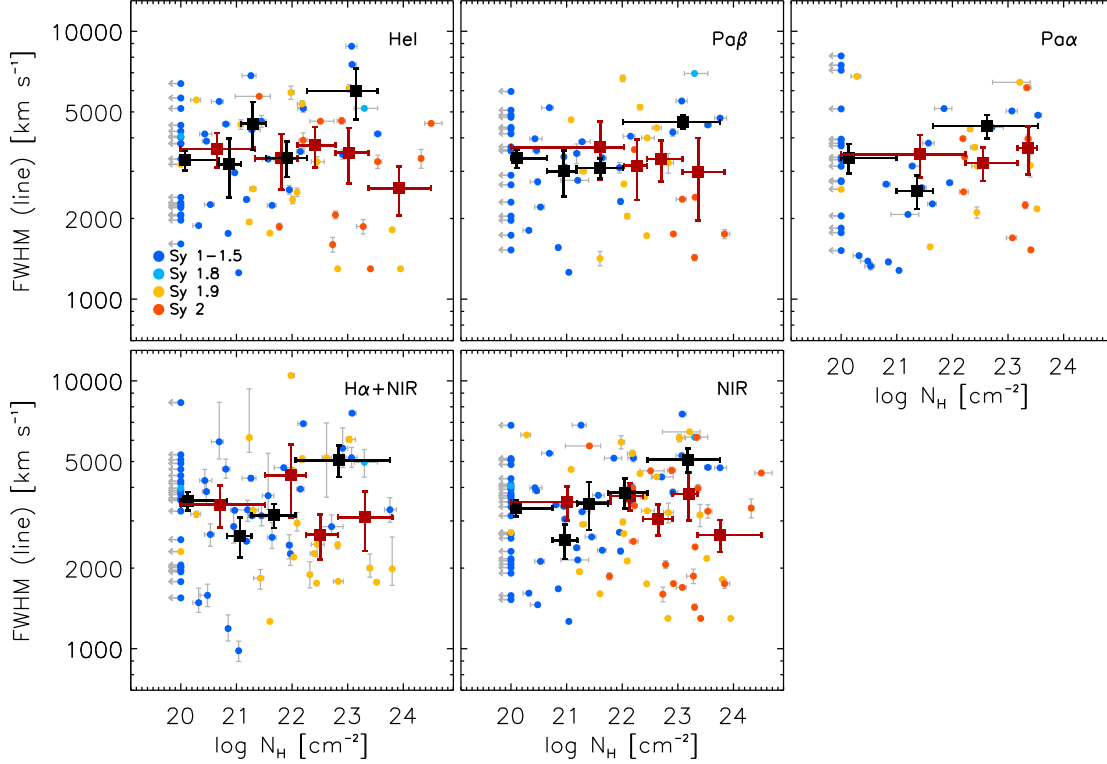 HeI
Paβ
Paα
10000
5000
2000
1000
FWHM (line) [km s⁻¹]
Sy 1−1.5
Sy 1.8
Sy 1.9
Sy 2
20 21 22 23 24
log N_H [cm⁻²]
Hα+NIR
NIR
10000
5000
2000
1000
FWHM (line) [km s⁻¹]
20 21 22 23 24
20 21 22 23 24
log N_H [cm⁻²]
log N_H [cm⁻²]